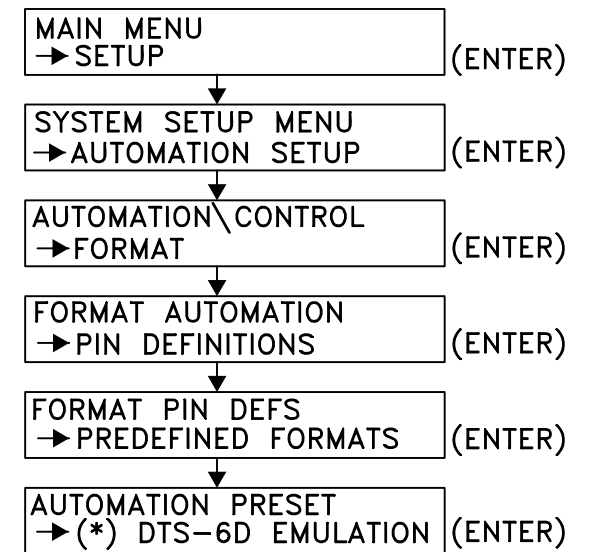 MAIN MENU
→ SETUP (ENTER)
SYSTEM SETUP MENU
→ AUTOMATION SETUP (ENTER)
AUTOMATION\CONTROL
→ FORMAT (ENTER)
FORMAT AUTOMATION
→ PIN DEFINITIONS (ENTER)
FORMAT PIN DEFS
→ PREDEFINED FORMATS (ENTER)
AUTOMATION PRESET
→ (*) DTS-6D EMULATION (ENTER)